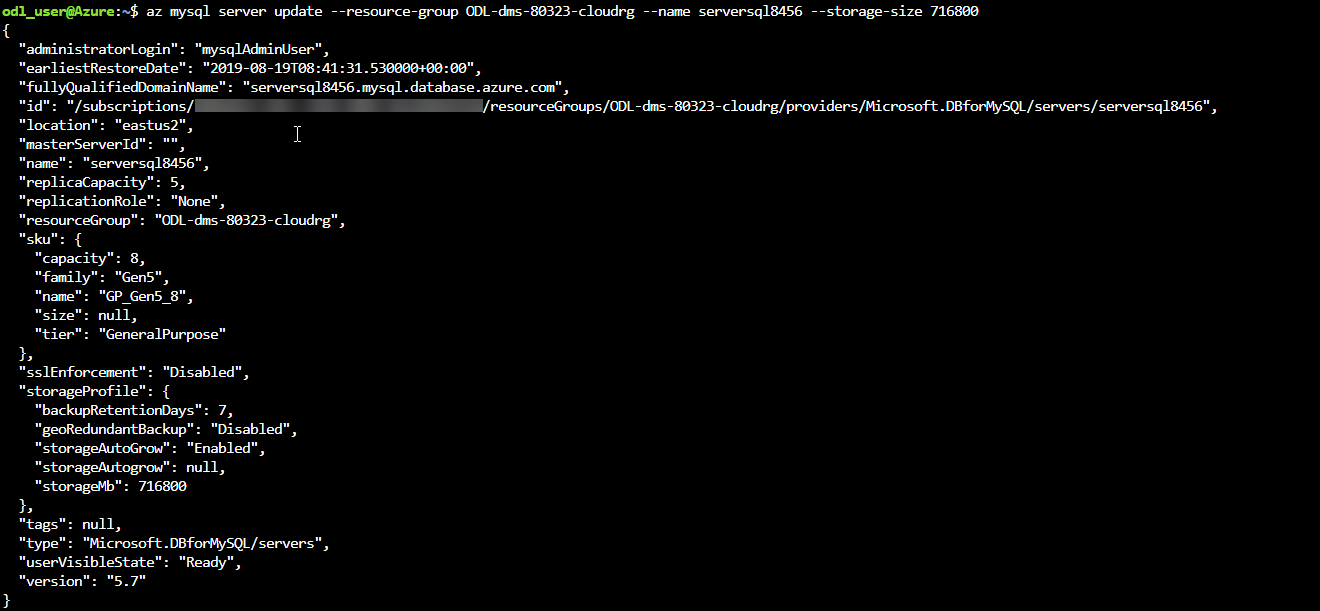 odl_user@Azure:~$ az mysql server update --resource-group ODL-dms-80323-cloudrg --name serversql8456 --storage-size 716800
{
  "administratorLogin": "mysqlAdminUser",
  "earliestRestoreDate": "2019-08-19T08:41:31.530000+00:00",
  "fullyQualifiedDomainName": "serversql8456.mysql.database.azure.com",
  "id": "/subscriptions/ /resourceGroups/ODL-dms-80323-cloudrg/providers/Microsoft.DBforMySQL/servers/serversql8456",
  "location": "eastus2",
  "masterServerId": "",
  "name": "serversql8456",
  "replicaCapacity": 5,
  "replicationRole": "None",
  "resourceGroup": "ODL-dms-80323-cloudrg",
  "sku": {
    "capacity": 8,
    "family": "Gen5",
    "name": "GP_Gen5_8",
    "size": null,
    "tier": "GeneralPurpose"
  },
  "sslEnforcement": "Disabled",
  "storageProfile": {
    "backupRetentionDays": 7,
    "geoRedundantBackup": "Disabled",
    "storageAutoGrow": "Enabled",
    "storageAutogrow": null,
    "storageMb": 716800
  },
  "tags": null,
  "type": "Microsoft.DBforMySQL/servers",
  "userVisibleState": "Ready",
  "version": "5.7"
}